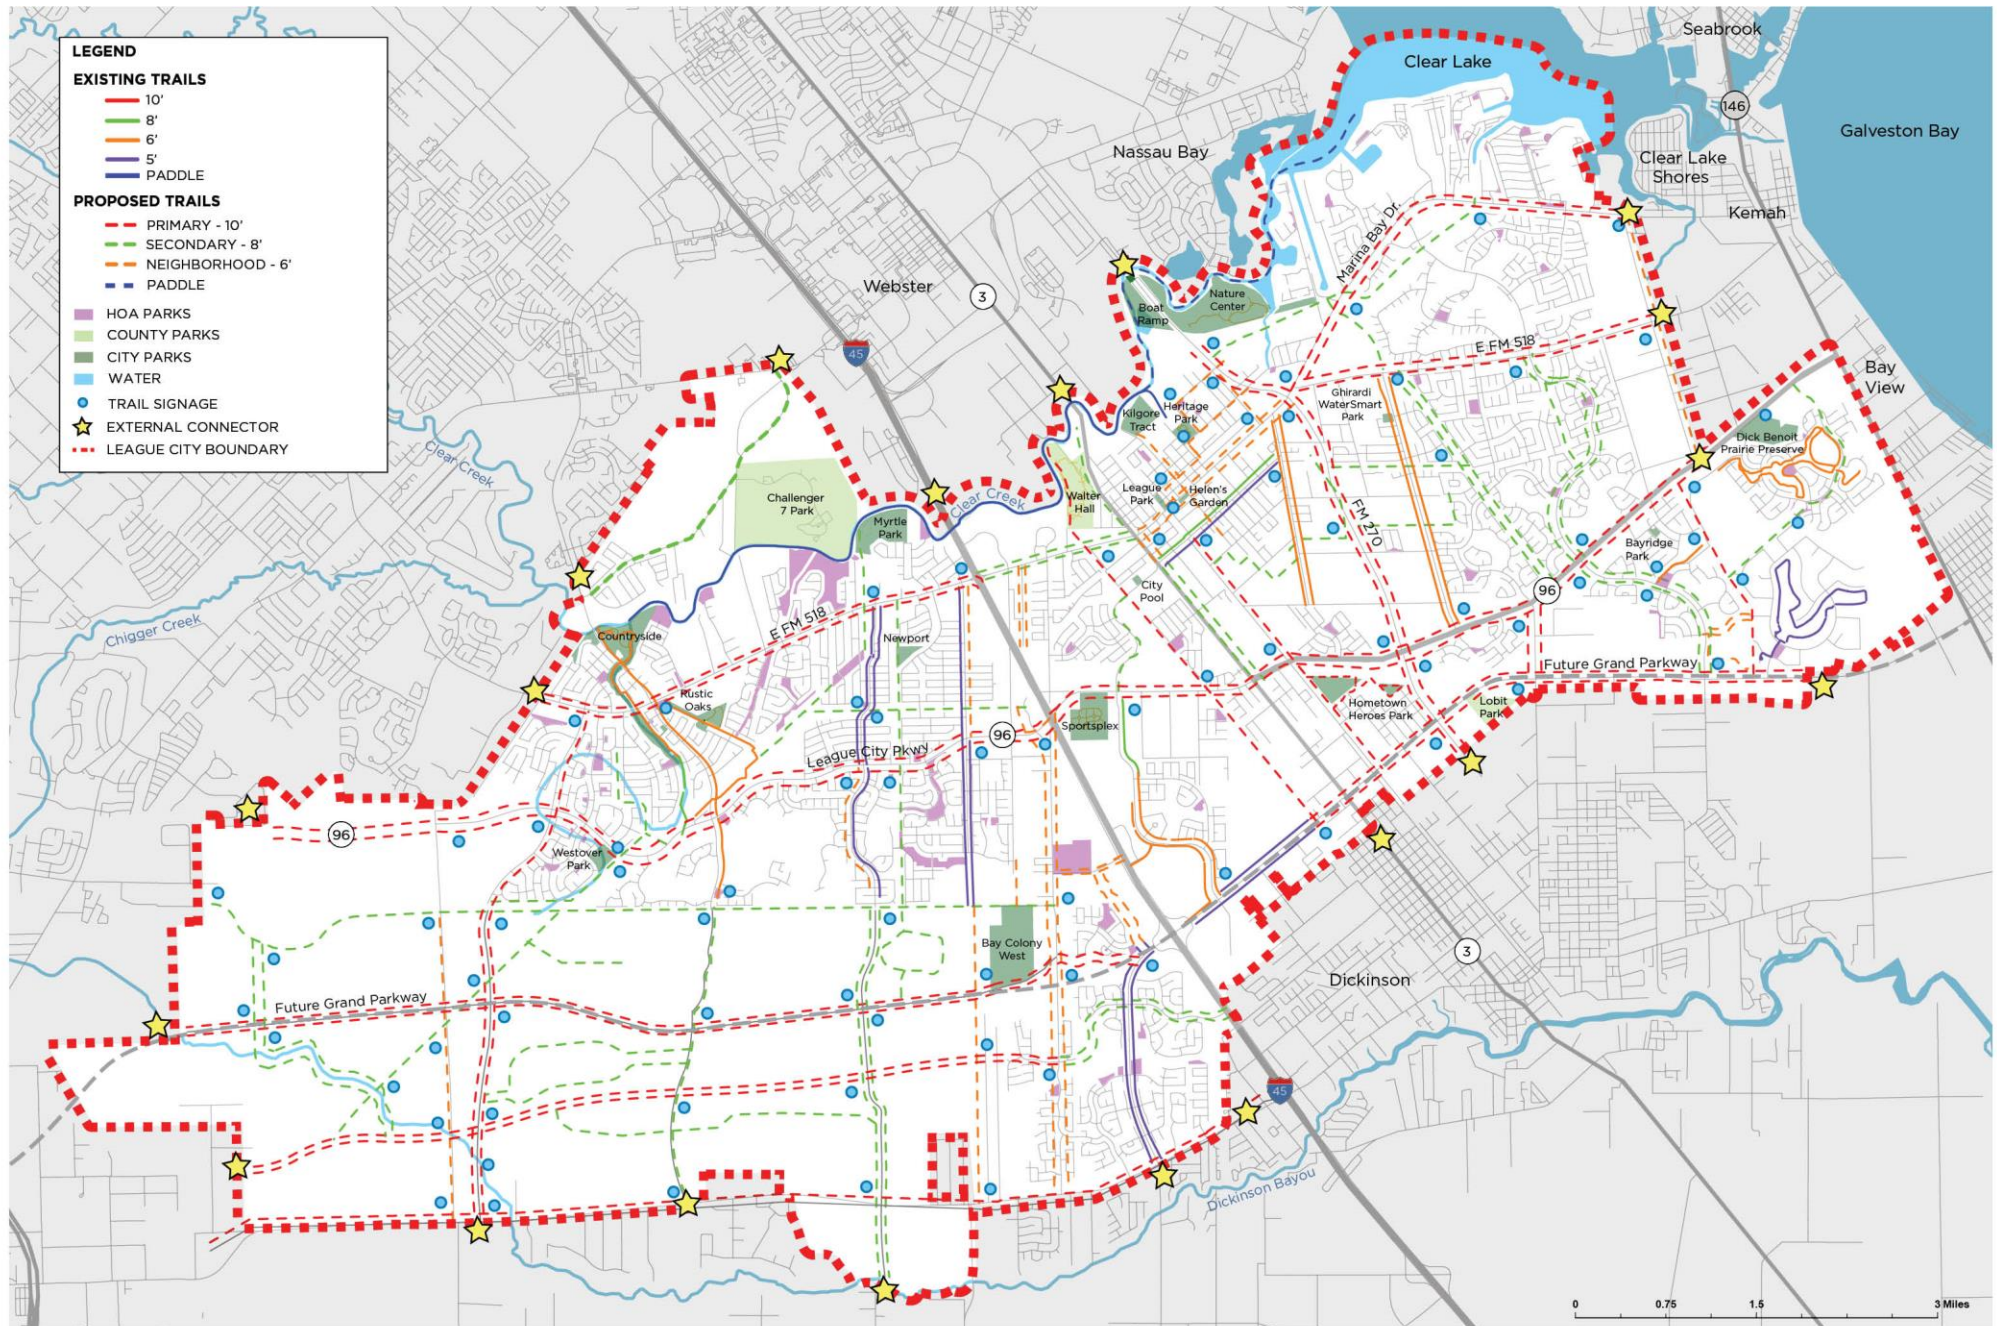 LEGEND
EXISTING TRAILS
10'
8'
6'
5'
PADDLE
PROPOSED TRAILS
PRIMARY - 10'
SECONDARY - 8'
NEIGHBORHOOD - 6'
PADDLE
HOA PARKS
COUNTY PARKS
CITY PARKS
WATER
TRAIL SIGNAGE
EXTERNAL CONNECTOR
LEAGUE CITY BOUNDARY
Seabrook
Clear Lake
146
Galveston Bay
Nassau Bay
Clear Lake
Shores
Kemah
Marina Bay Dr.
Webster
3
Nature
Center
Boat
Ramp
45
E FM 518
Bay
View
Ghirardi
WaterSmart
Park
Heritage
Park
Kilgore
Tract
Dick Benoit
Prairie Preserve
Clear Creek
Challenger
7 Park
Clear Creek
Walter
Hall
League
Park
Helen's
Garden
Myrtle
Park
FM 270
Bayridge
Park
City
Pool
96
Chigger Creek
Countryside
E FM 518
Newport
Future Grand Parkway
Rustic
Oaks
Hometown
Heroes Park
Lobit
Park
Sportsplex
96
League City Pkwy
96
Westover
Park
Bay Colony
West
3
Dickinson
Future Grand Parkway
45
Dickinson Bayou
0
0.75
1.5
3 Miles